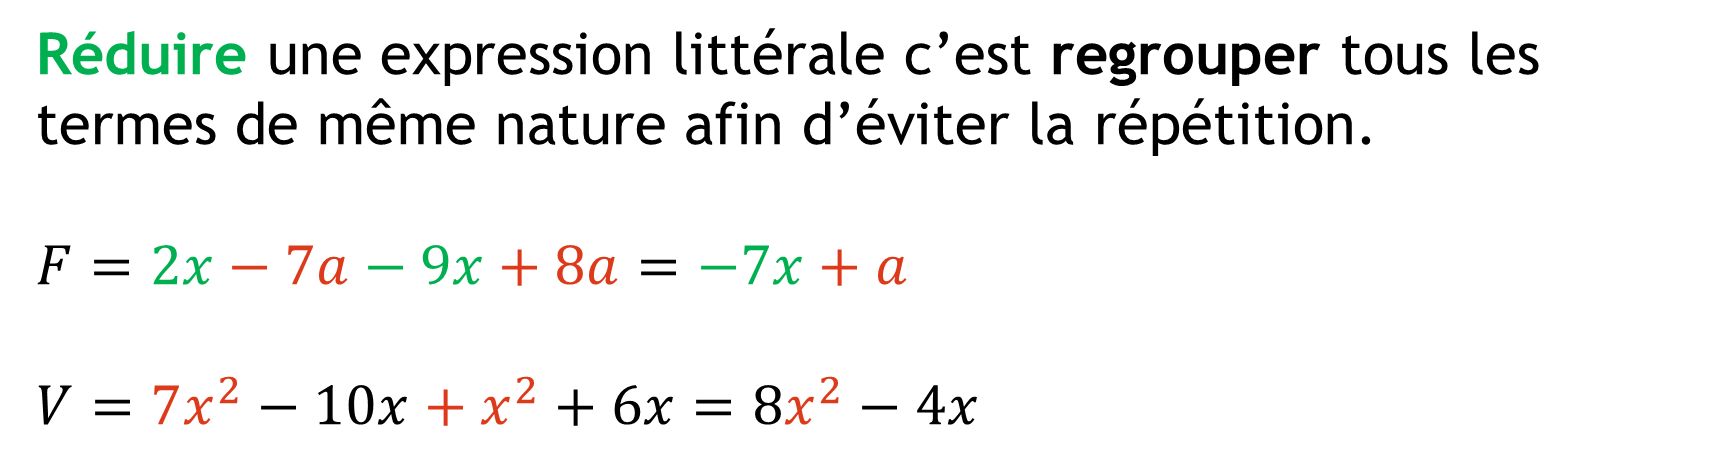 Réduire une expression littérale c’est regrouper tous les
termes de même nature afin d’éviter la répétition.
F = 2x − 7a − 9x + 8a = −7x + a
V = 7x² − 10x + x² + 6x = 8x² − 4x